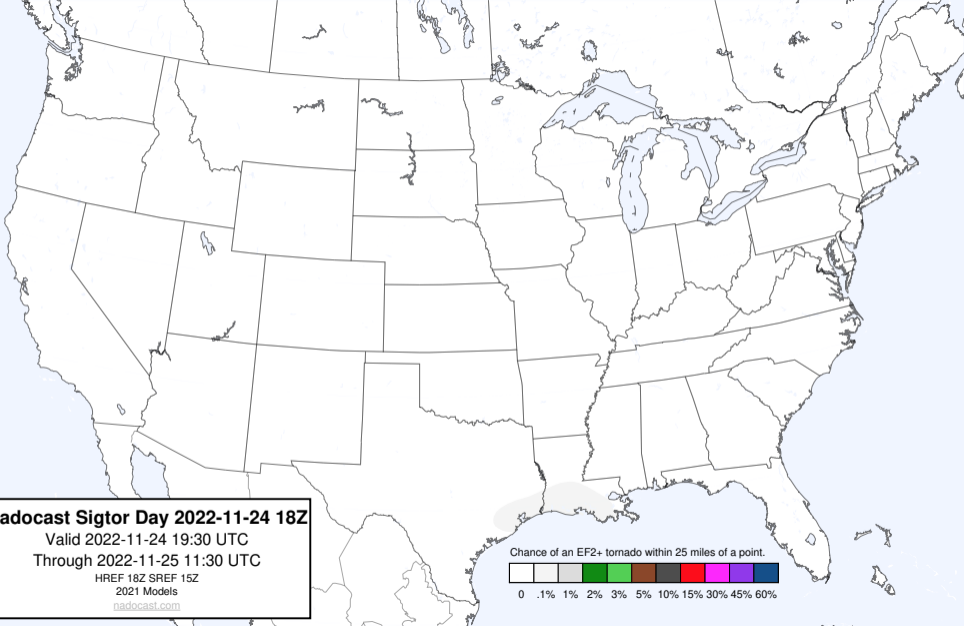 adocast Sigtor Day 2022-11-24 18Z
Valid 2022-11-24 19:30 UTC
Through 2022-11-25 11:30 UTC
HREF 18Z SREF 15Z
2021 Models
nadocast.com
Chance of an EF2+ tornado within 25 miles of a point.
0 .1% 1% 2% 3% 5% 10% 15% 30% 45% 60%